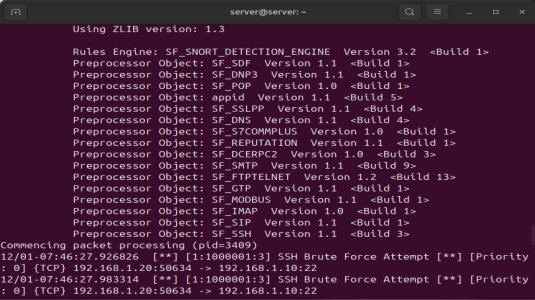 server@server: ~
Using ZLIB version: 1.3
Rules Engine: SF_SNORT_DETECTION_ENGINE Version 3.2 <Build 1>
Preprocessor Object: SF_SDF Version 1.1 <Build 1>
Preprocessor Object: SF_DNP3 Version 1.1 <Build 1>
Preprocessor Object: SF_POP Version 1.0 <Build 1>
Preprocessor Object: appid Version 1.1 <Build 5>
Preprocessor Object: SF_SSLPP Version 1.1 <Build 4>
Preprocessor Object: SF_DNS Version 1.1 <Build 4>
Preprocessor Object: SF_S7COMMPLUS Version 1.0 <Build 1>
Preprocessor Object: SF_REPUTATION Version 1.1 <Build 1>
Preprocessor Object: SF_DCERPC2 Version 1.0 <Build 3>
Preprocessor Object: SF_SMTP Version 1.1 <Build 9>
Preprocessor Object: SF_FTPTELNET Version 1.2 <Build 13>
Preprocessor Object: SF_GTP Version 1.1 <Build 1>
Preprocessor Object: SF_MODBUS Version 1.1 <Build 1>
Preprocessor Object: SF_IMAP Version 1.0 <Build 1>
Preprocessor Object: SF_SIP Version 1.1 <Build 1>
Preprocessor Object: SF_SSH Version 1.1 <Build 3>
Commencing packet processing (pid=3409)
12/01-07:46:27.926826 [**] [1:1000001:3] SSH Brute Force Attempt [**] [Priority
: 0] {TCP} 192.168.1.20:50634 -> 192.168.1.10:22
12/01-07:46:27.983314 [**] [1:1000001:3] SSH Brute Force Attempt [**] [Priority
: 0] {TCP} 192.168.1.20:50634 -> 192.168.1.10:22